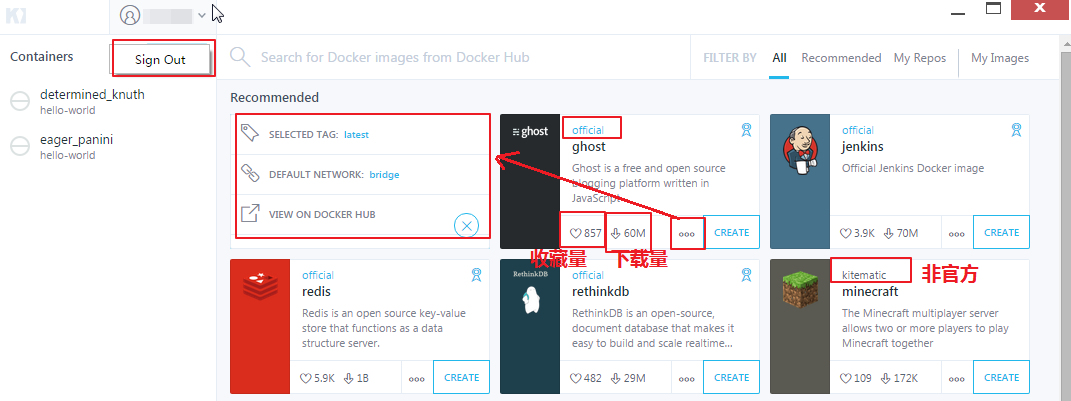 Containers
Sign Out
determined_knuth
hello-world
eager_panini
hello-world
Search for Docker images from Docker Hub
FILTER BY All Recommended My Repos My Images
Recommended
SELECTED TAG: latest
DEFAULT NETWORK: bridge
VIEW ON DOCKER HUB
ghost
official
ghost
Ghost is a free and open source
blogging platform written in
JavaScript
857 60M CREATE
收藏量 下载量
official
jenkins
Official Jenkins Docker image
3.9K 70M CREATE
official
redis
Redis is an open source key-value
store that functions as a data
structure server.
5.9K 1B CREATE
RethinkDB
official
rethinkdb
RethinkDB is an open-source,
document database that makes it
easy to build and scale realtime...
482 29M CREATE
kitematic
非官方
minecraft
The Minecraft multiplayer server
allows two or more players to play
Minecraft together
109 172K CREATE